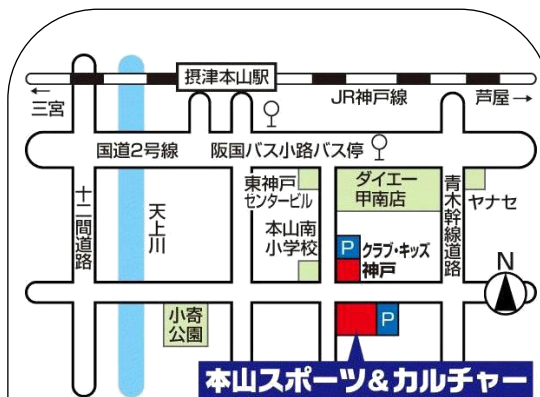 摂津本山駅
← 三宮
JR神戸線
芦屋 →
国道2号線
阪国バス小路バス停
十二間道路
天上川
東神戸
センタービル
ダイエー
甲南店
青木幹線道路
ヤナセ
本山南
小学校
P
クラブ・キッズ
神戸
N
小寄
公園
P
本山スポーツ&カルチャー